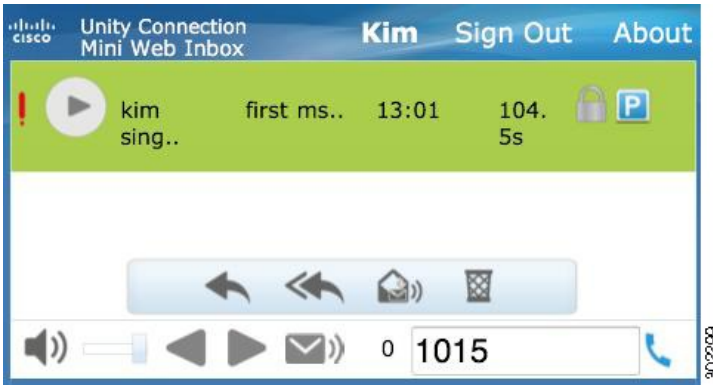 cisco Unity Connection Mini Web Inbox Kim Sign Out About
! kim sing.. first ms.. 13:01 104.5s P
0 1015
303299